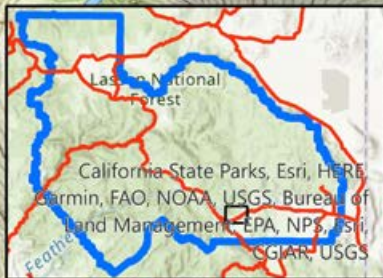 Lassen National
Forest
California State Parks, Esri, HERE,
Garmin, FAO, NOAA, USGS, Bureau of
Land Management, EPA, NPS, Esri,
CGIAR, USGS
Feather